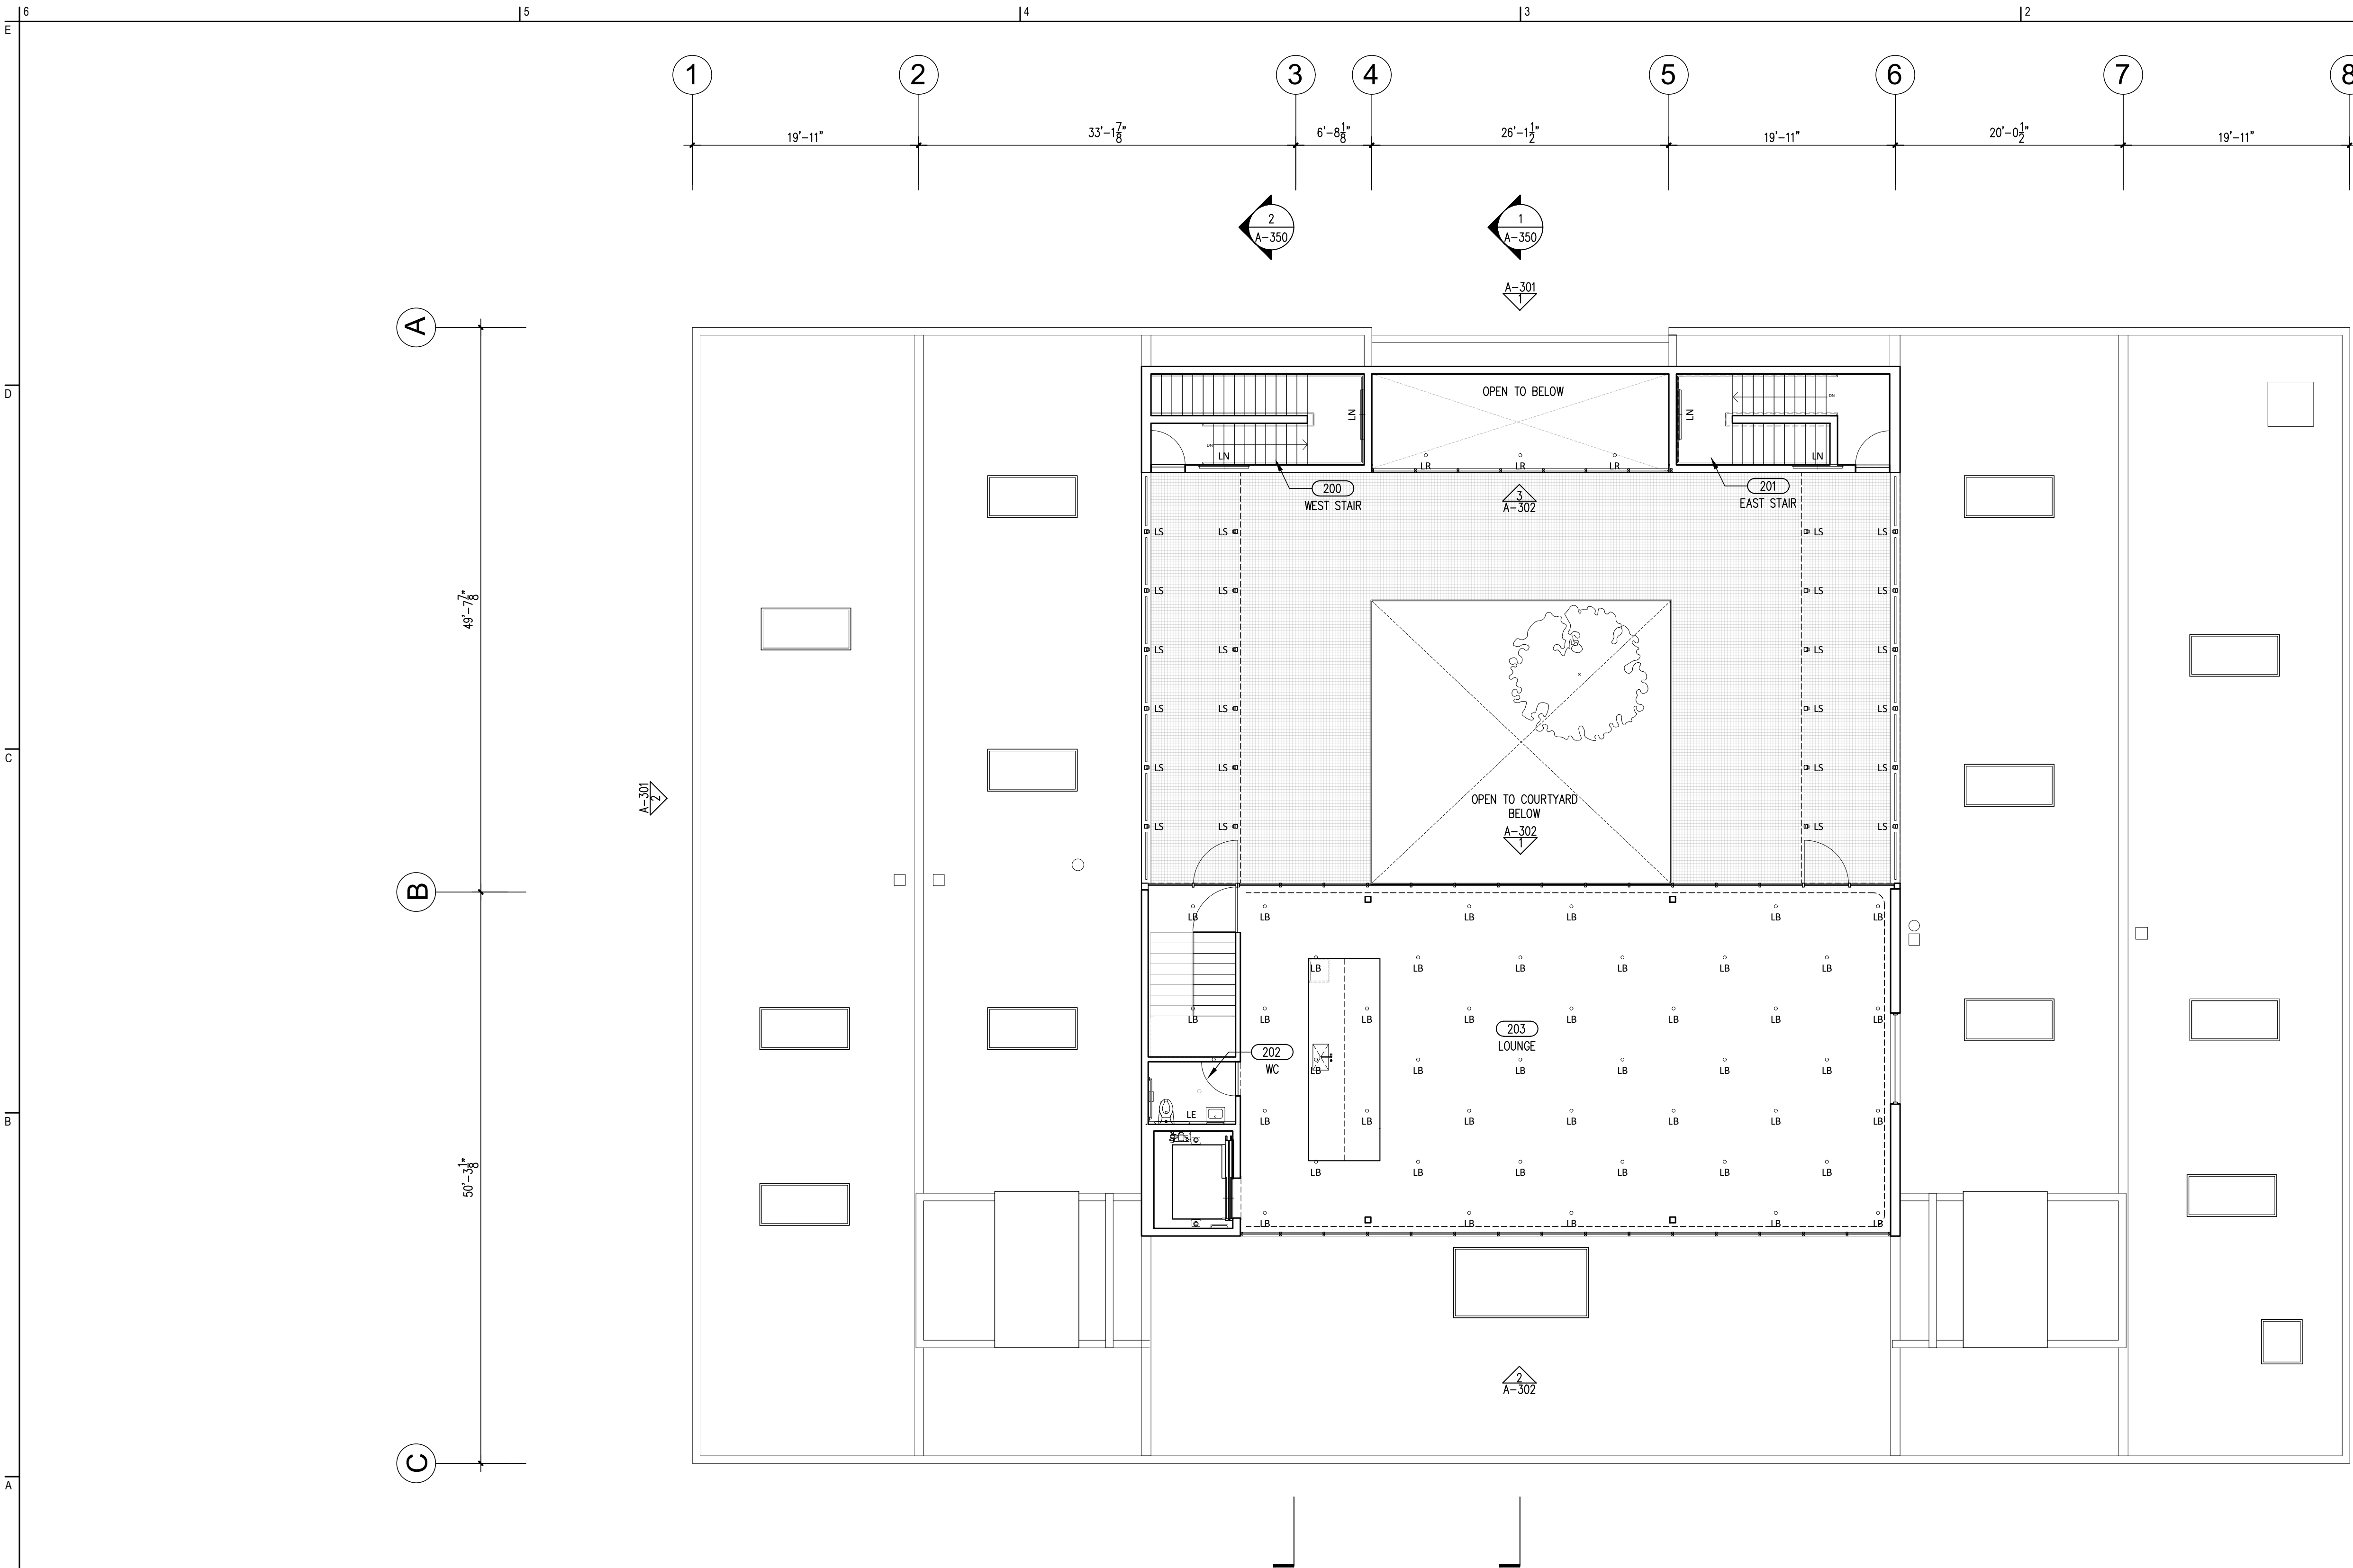 6 5 4 3 2
E
1 2 3 4 5 6 7 8
19'-11" 33'-1 7/8" 6'-8 1/8" 26'-1 1/2" 19'-11" 20'-0 1/2" 19'-11"
2 1
A-350 A-350
A-301
1
A
D
OPEN TO BELOW
LN LN
DN
DN
LN LN
LR LR LR
200 201
WEST STAIR EAST STAIR
3
A-302
LS LS LS LS
49'-7 7/8"
LS LS LS LS
LS LS LS LS
LS LS LS LS
C
LS LS LS LS
A-301
2
OPEN TO COURTYARD
BELOW
LS LS LS LS
A-302
1
B
LB LB LB LB LB LB
LB LB LB LB LB LB
LB LB LB LB LB LB LB LB
203
LOUNGE
202
WC
LB LB LB LB LB LB
LE
B
LB LB LB LB LB LB LB
50'-3 1/8"
LB LB LB LB LB LB
LB LB LB LB LB
2
A-302
C
A